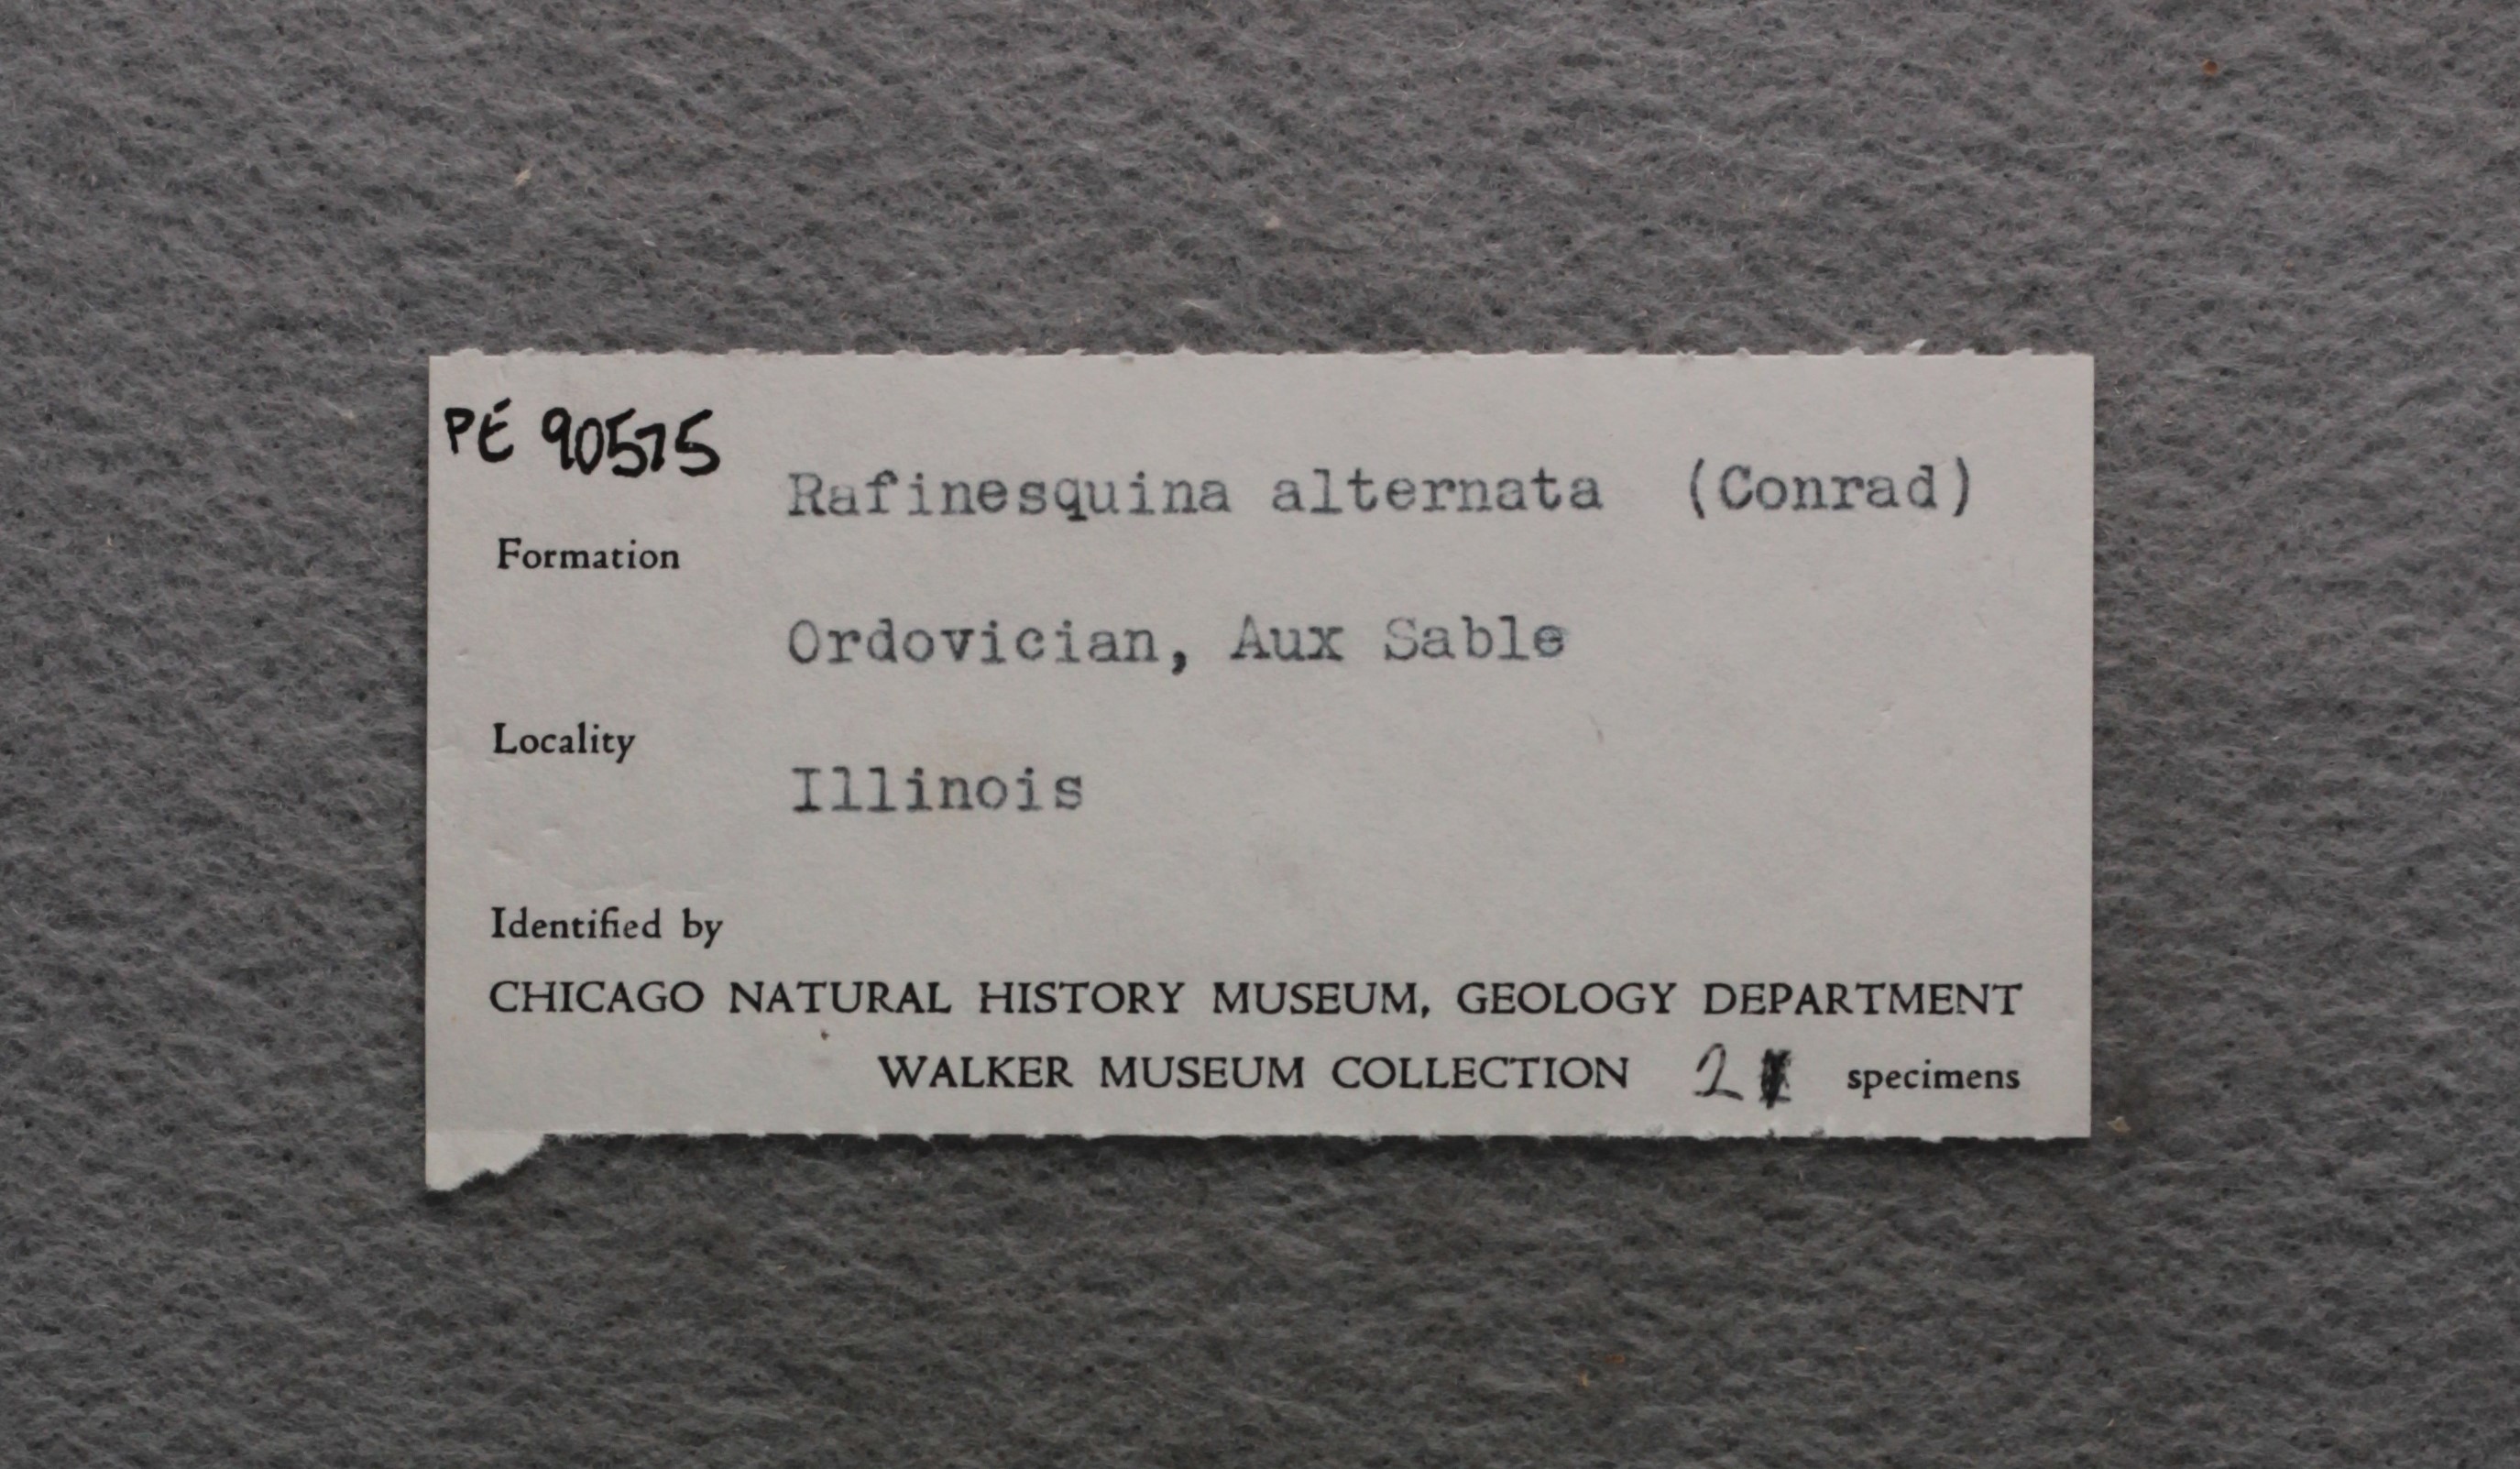 PE 90575
Rafinesquina alternata (Conrad)
Formation
Ordovician, Aux Sable
Locality
Illinois
Identified by
CHICAGO NATURAL HISTORY MUSEUM, GEOLOGY DEPARTMENT
WALKER MUSEUM COLLECTION 2 specimens